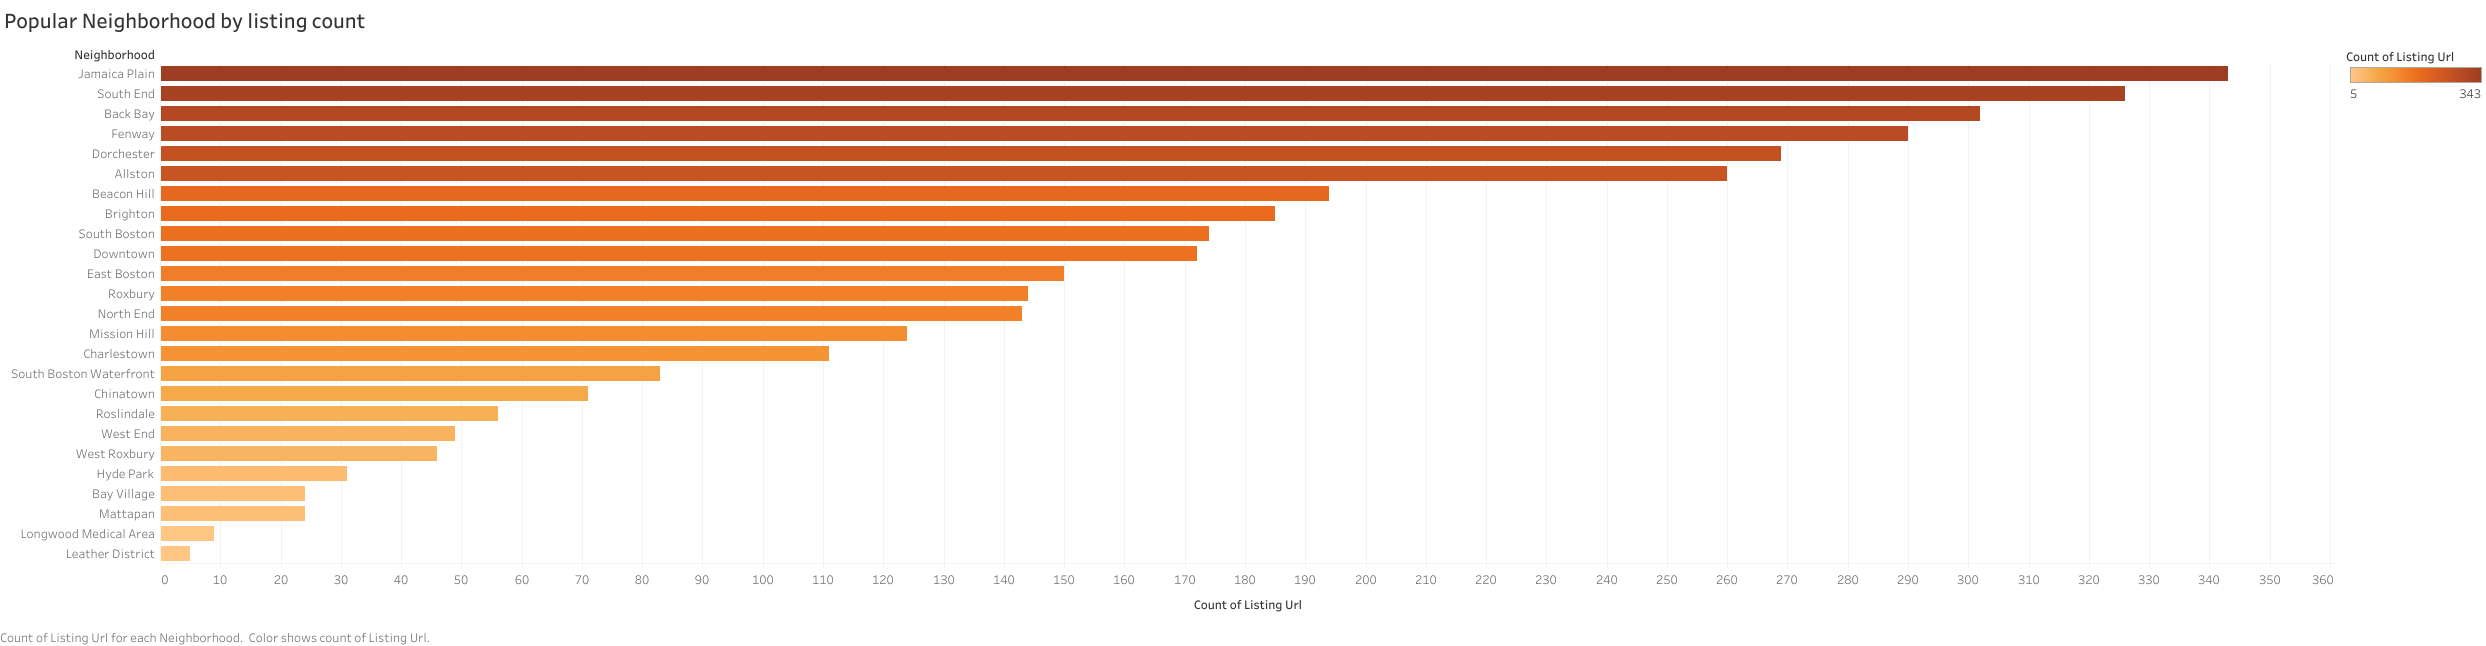 Popular Neighborhood by listing count
Neighborhood
Count of Listing Url
5 343
Jamaica Plain
South End
Back Bay
Fenway
Dorchester
Allston
Beacon Hill
Brighton
South Boston
Downtown
East Boston
Roxbury
North End
Mission Hill
Charlestown
South Boston Waterfront
Chinatown
Roslindale
West End
West Roxbury
Hyde Park
Bay Village
Mattapan
Longwood Medical Area
Leather District
0 10 20 30 40 50 60 70 80 90 100 110 120 130 140 150 160 170 180 190 200 210 220 230 240 250 260 270 280 290 300 310 320 330 340 350 360
Count of Listing Url
Count of Listing Url for each Neighborhood. Color shows count of Listing Url.